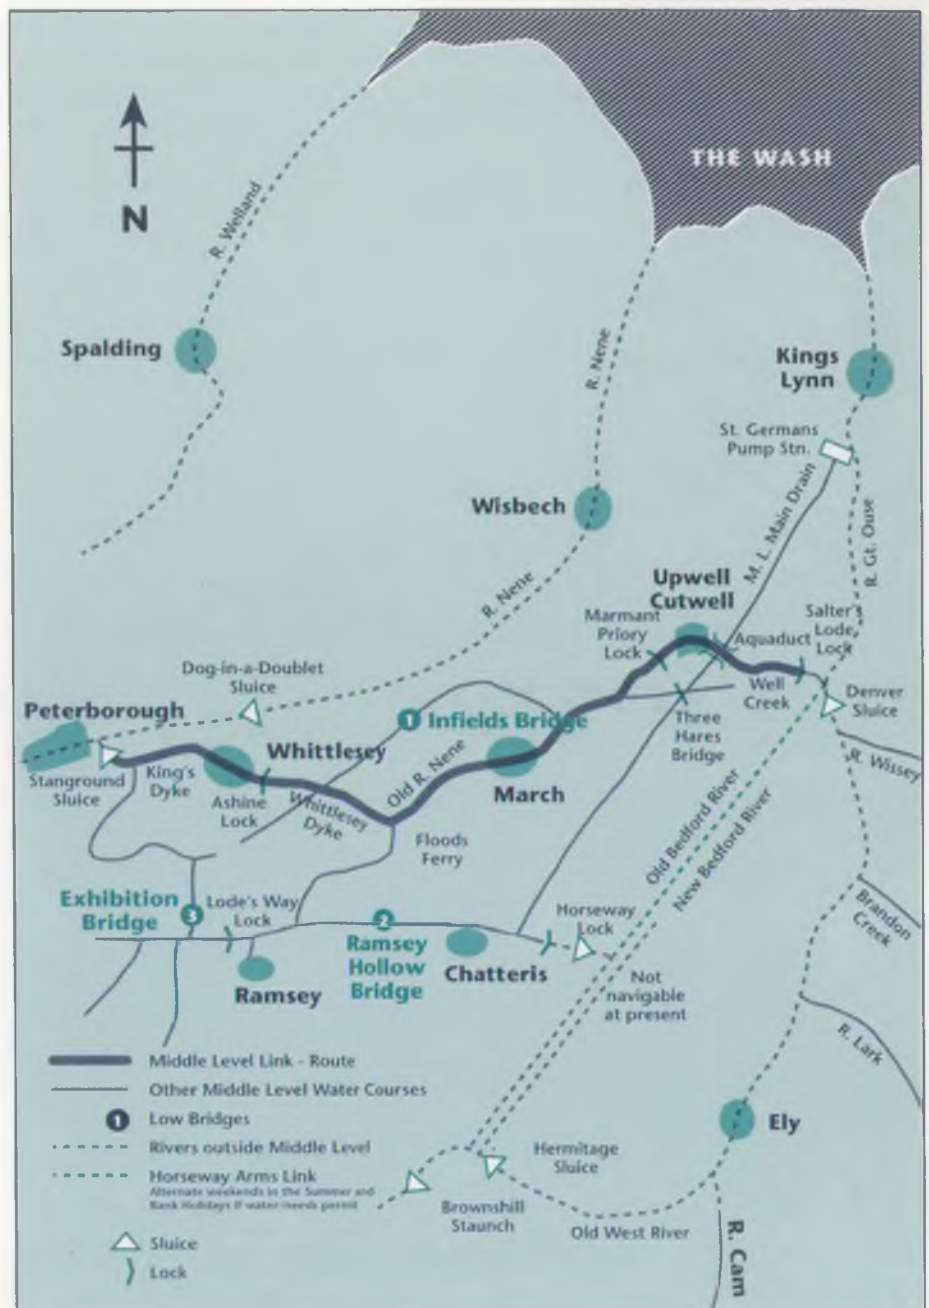 THE WASH
N
R. Welland
Spalding
R. Nene
Kings
Lynn
St. Germans
Pump Stn.
Wisbech
M. L. Main Drain
R. Gt. Ouse
R. Nene
Upwell
Cutwell
Marmant
Priory
Lock
Aquaduct
Salter's
Lode
Lock
Dog-in-a-Doublet
Sluice
Well
Creek
Denver
Sluice
Peterborough
1 Infields Bridge
Three
Hares
Bridge
Whittlesey
Stanground
Sluice
King's
Dyke
Ashine
Lock
Whittlesey
Dyke
Old R. Nene
March
R. Wissey
Floods
Ferry
Old Bedford River
New Bedford River
Exhibition
Bridge
3
Lode's Way
Lock
2
Ramsey
Hollow
Bridge
Horseway
Lock
Brandon
Creek
Chatteris
Ramsey
Not
navigable
at present
R. Lark
Middle Level Link - Route
Other Middle Level Water Courses
1 Low Bridges
Rivers outside Middle Level
Horseway Arms Link
Alternate weekends in the Summer and
Bank Holidays if water needs permit
Sluice
Lock
Ely
Hermitage
Sluice
Brownshill
Staunch
Old West River
R. Cam